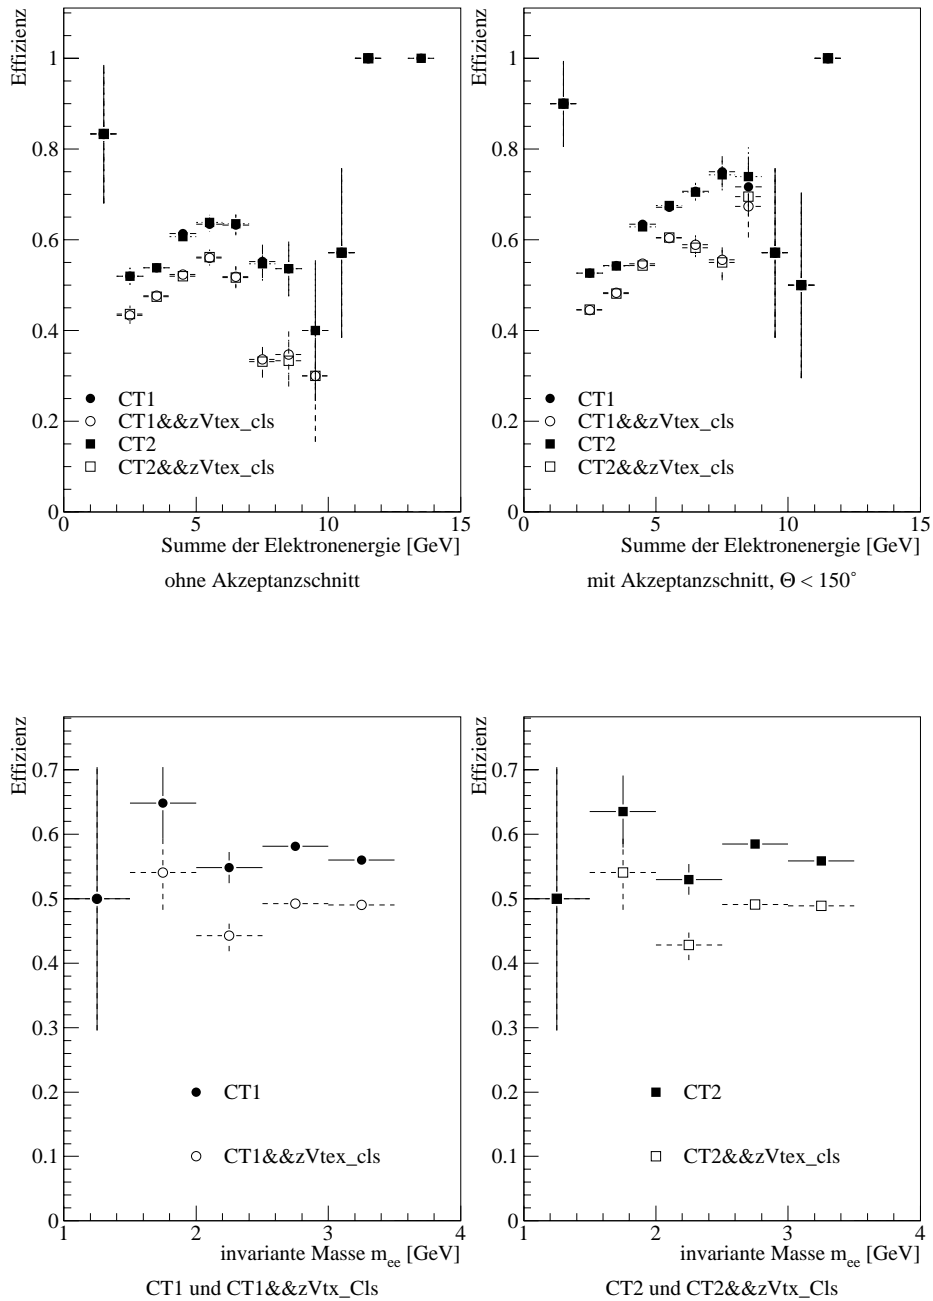 Effizienz
1
0.8
0.6
0.4
0.2
0
CT1
CT1&&zVtex_cls
CT2
CT2&&zVtex_cls
0 5 10 15
Summe der Elektronenergie [GeV]
ohne Akzeptanzschnitt
Effizienz
1
0.8
0.6
0.4
0.2
0
CT1
CT1&&zVtex_cls
CT2
CT2&&zVtex_cls
0 5 10 15
Summe der Elektronenergie [GeV]
mit Akzeptanzschnitt, Θ < 150°
Effizienz
0.7
0.6
0.5
0.4
0.3
0.2
0.1
0
CT1
CT1&&zVtex_cls
1 2 3 4
invariante Masse m_ee [GeV]
CT1 und CT1&&zVtx_Cls
Effizienz
0.7
0.6
0.5
0.4
0.3
0.2
0.1
0
CT2
CT2&&zVtex_cls
1 2 3 4
invariante Masse m_ee [GeV]
CT2 und CT2&&zVtx_Cls